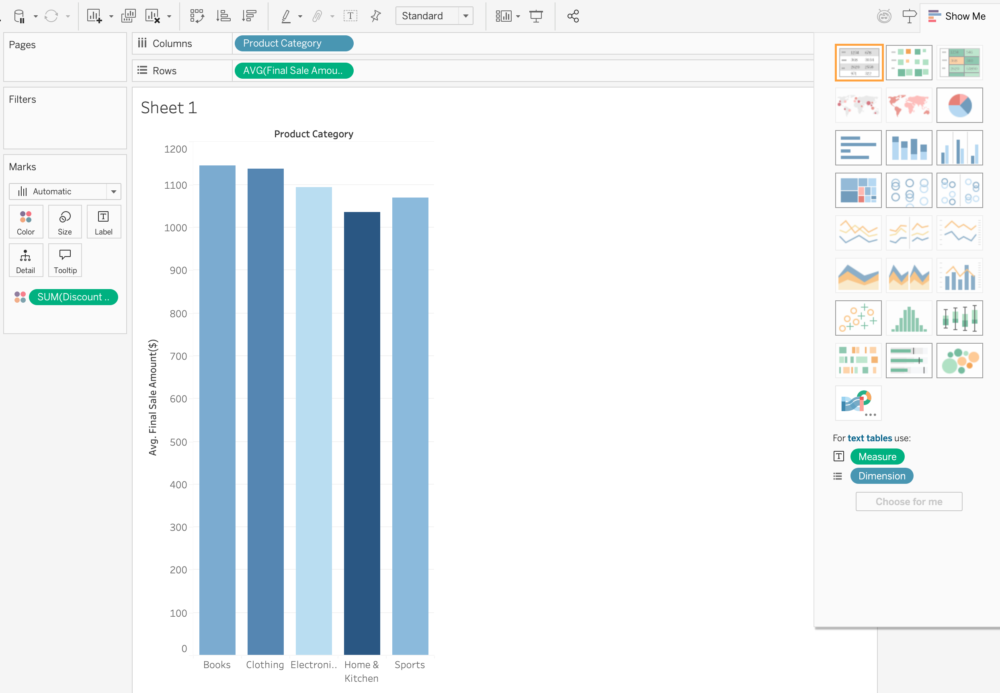 Standard
Show Me
Pages
Columns
Product Category
Rows
AVG(Final Sale Amou..
Filters
Sheet 1
Marks
Automatic
Color
Size
Label
Detail
Tooltip
SUM(Discount ..
Product Category
Avg. Final Sale Amount($)
1200
1100
1000
900
800
700
600
500
400
300
200
100
0
Books
Clothing
Electroni..
Home &
Kitchen
Sports
For text tables use:
T
Measure
Dimension
Choose for me